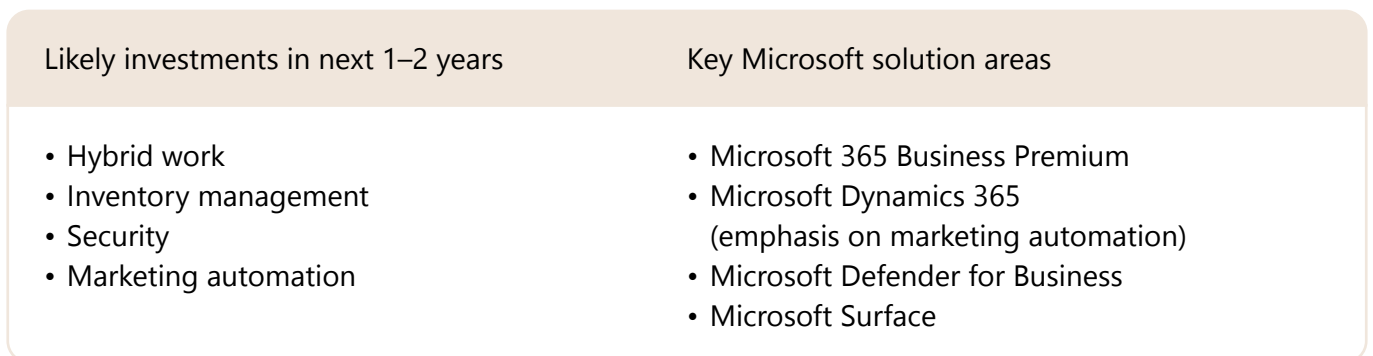 Likely investments in next 1–2 years
Key Microsoft solution areas
• Hybrid work
• Inventory management
• Security
• Marketing automation
• Microsoft 365 Business Premium
• Microsoft Dynamics 365
(emphasis on marketing automation)
• Microsoft Defender for Business
• Microsoft Surface